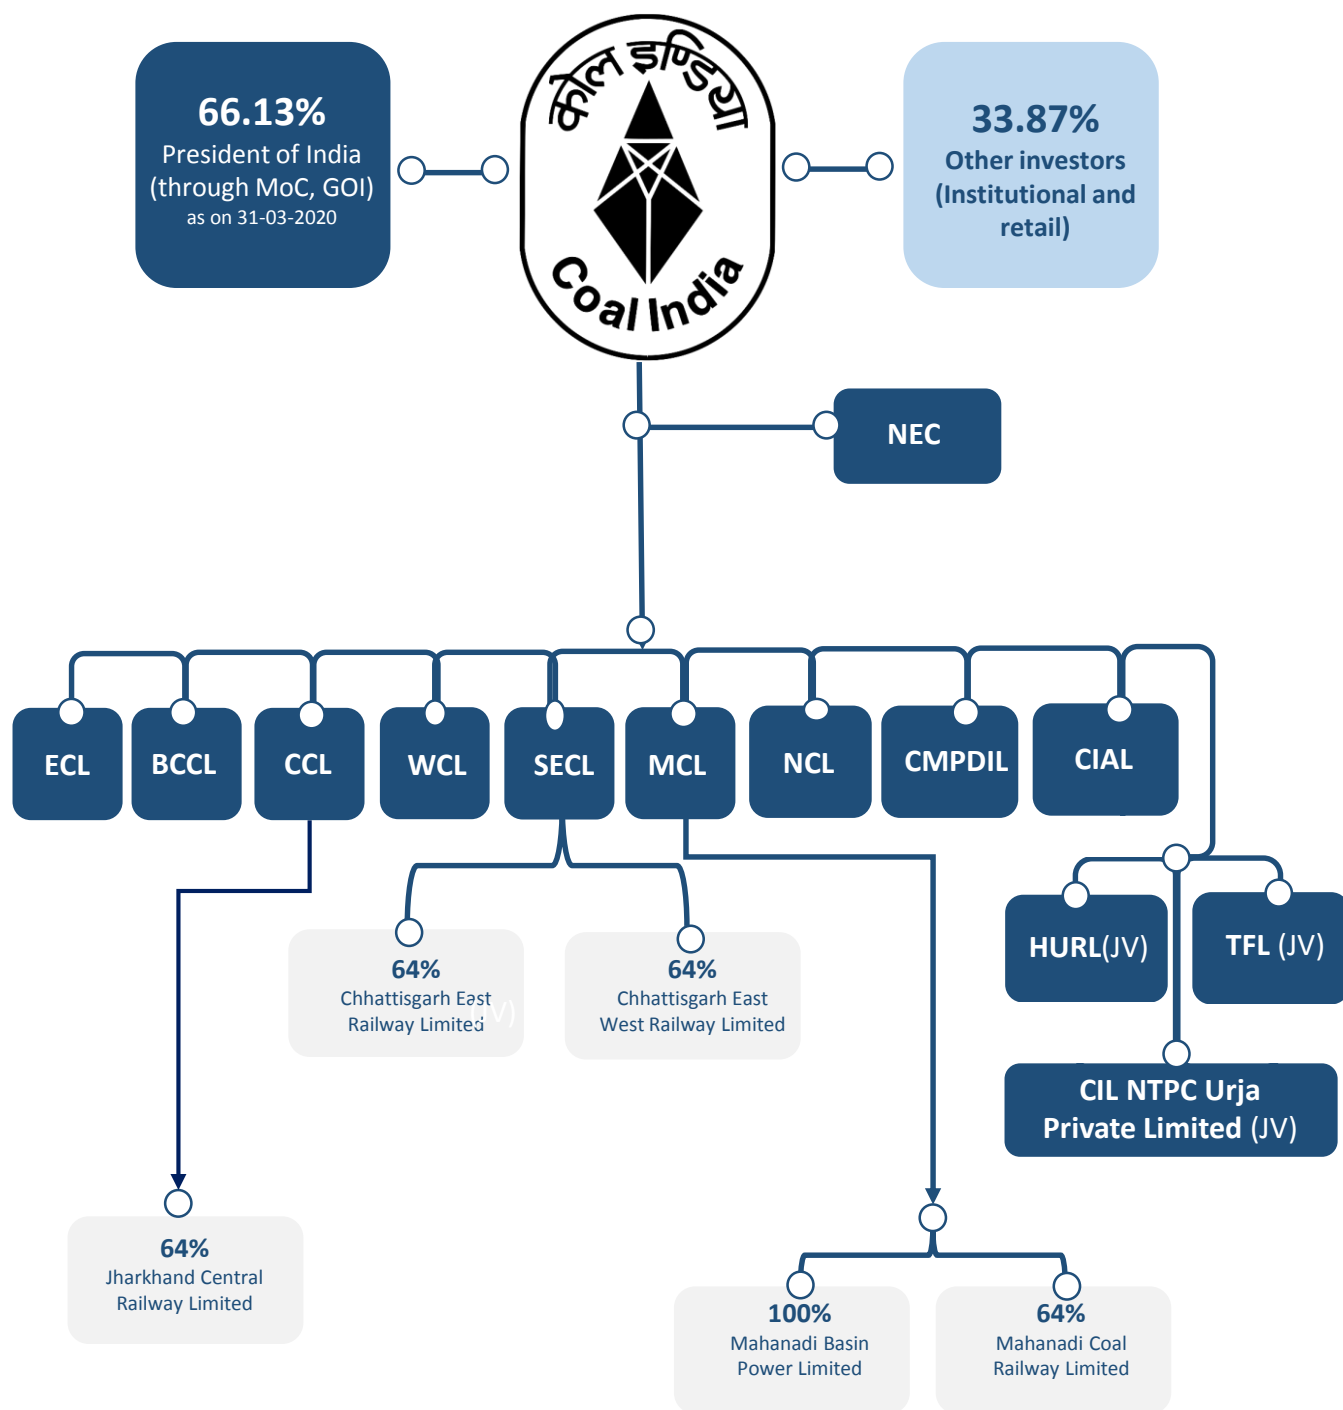 66.13%
President of India
(through MoC, GOI)
as on 31-03-2020
कोल इण्डिया
Coal India
33.87%
Other investors
(Institutional and
retail)
NEC
ECL
BCCL
CCL
WCL
SECL
MCL
NCL
CMPDIL
CIAL
HURL(JV)
TFL (JV)
64%
Chhattisgarh East
Railway Limited
(JV)
64%
Chhattisgarh East
West Railway Limited
CIL NTPC Urja
Private Limited (JV)
64%
Jharkhand Central
Railway Limited
100%
Mahanadi Basin
Power Limited
64%
Mahanadi Coal
Railway Limited